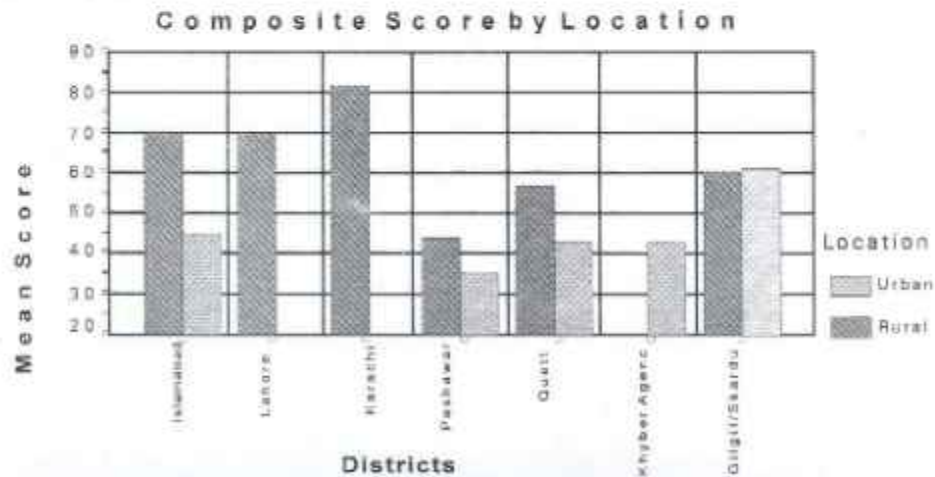 Composite Score by Location
Mean Score
90
80
70
60
50
40
30
20
Islamabad
Lahore
Karachi
Peshawar
Quett
Khyber Agenc
Gilgit/Skardu
Districts
Location
Urban
Rural